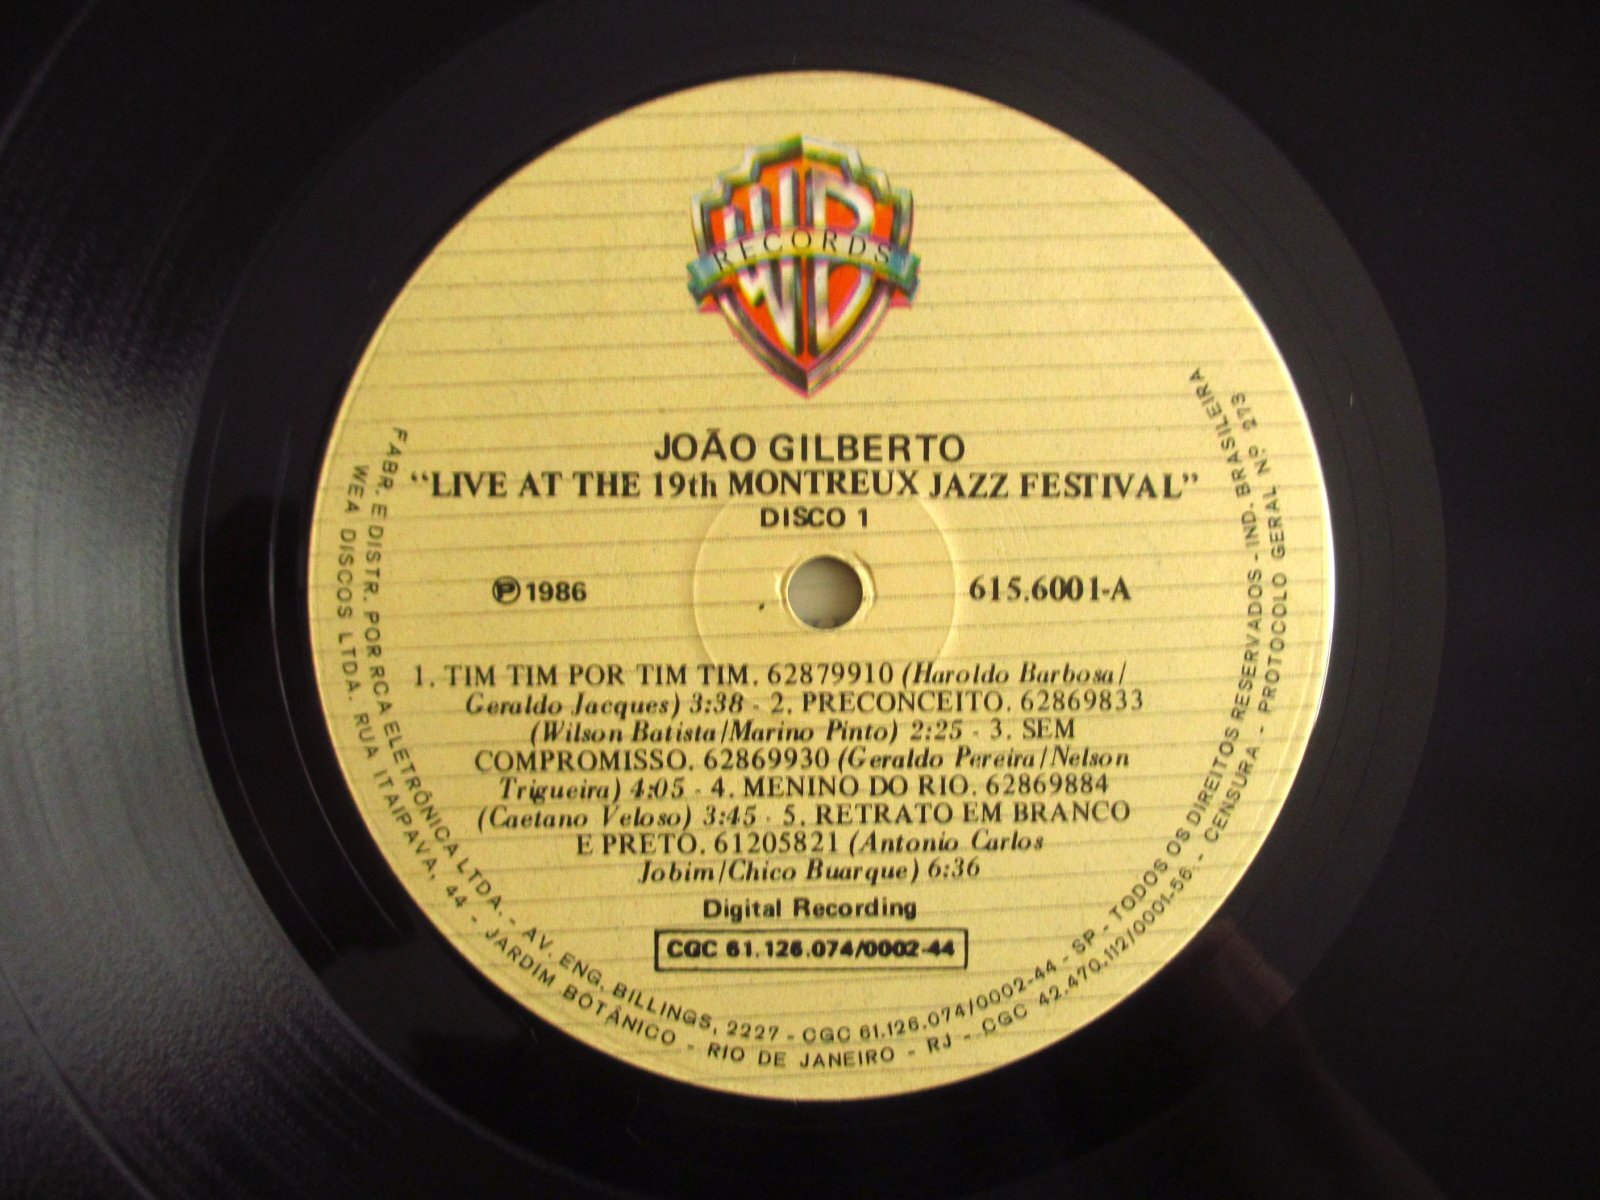 WB
RECORDS
JOÃO GILBERTO
“LIVE AT THE 19th MONTREUX JAZZ FESTIVAL”
DISCO 1
Ⓟ 1986
615.6001-A
1. TIM TIM POR TIM TIM. 62879910 (Haroldo Barbosa/
Geraldo Jacques) 3:38 - 2. PRECONCEITO. 62869833
(Wilson Batista/Marino Pinto) 2:25 - 3. SEM
COMPROMISSO. 62869930 (Geraldo Pereira/Nelson
Trigueira) 4:05 - 4. MENINO DO RIO. 62869884
(Caetano Veloso) 3:45 - 5. RETRATO EM BRANCO
E PRETO. 61205821 (Antonio Carlos
Jobim/Chico Buarque) 6:36
Digital Recording
CGC 61.126.074/0002-44
FABR. E DISTR. POR RCA ELETRÔNICA LTDA. - AV. ENG. BILLINGS, 2227 - CGC 61.126.074/0002-44 - SP - TODOS OS DIREITOS RESERVADOS - IND. BRASILEIRA
WEA DISCOS LTDA. RUA ITAIPAVA, 44 - JARDIM BOTÂNICO - RIO DE JANEIRO - RJ - CGC 42.470.112/0001-56. - CENSURA. - PROTOCOLO GERAL N.º 273.